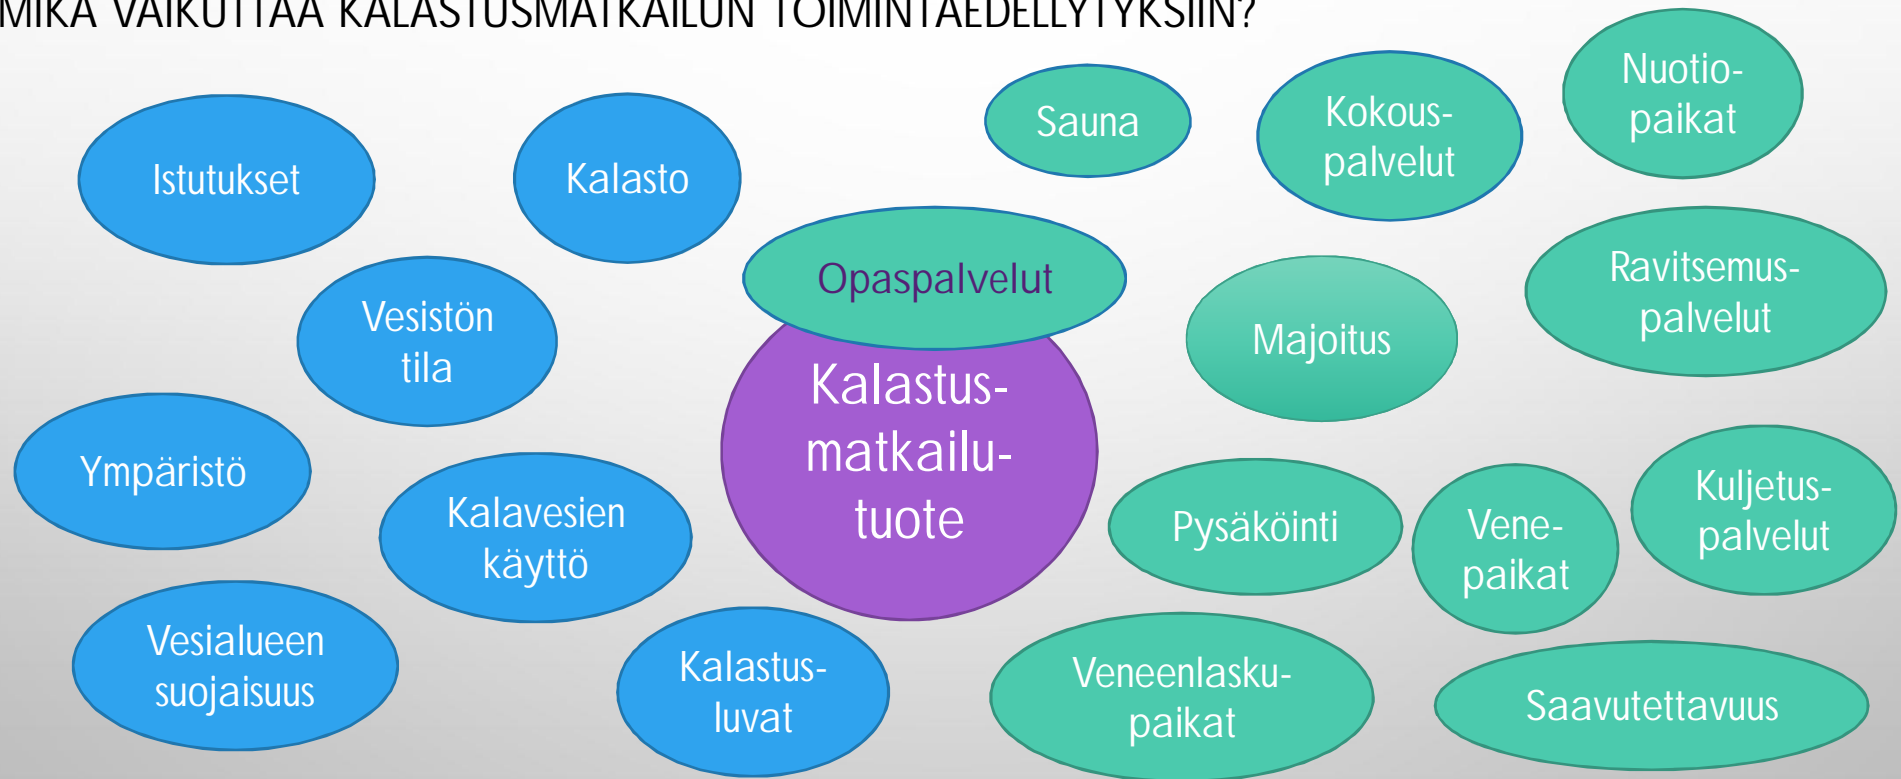 MIKÄ VAIKUTTAA KALASTUSMATKAILUN TOIMINTAEDELLYTYKSIIN?
Istutukset
Kalasto
Sauna
Kokous-
palvelut
Nuotio-
paikat
Opaspalvelut
Vesistön
tila
Majoitus
Ravitsemus-
palvelut
Kalastus-
matkailu-
tuote
Ympäristö
Kalavesien
käyttö
Pysäköinti
Vene-
paikat
Kuljetus-
palvelut
Vesialueen
suojaisuus
Kalastus-
luvat
Veneenlasku-
paikat
Saavutettavuus